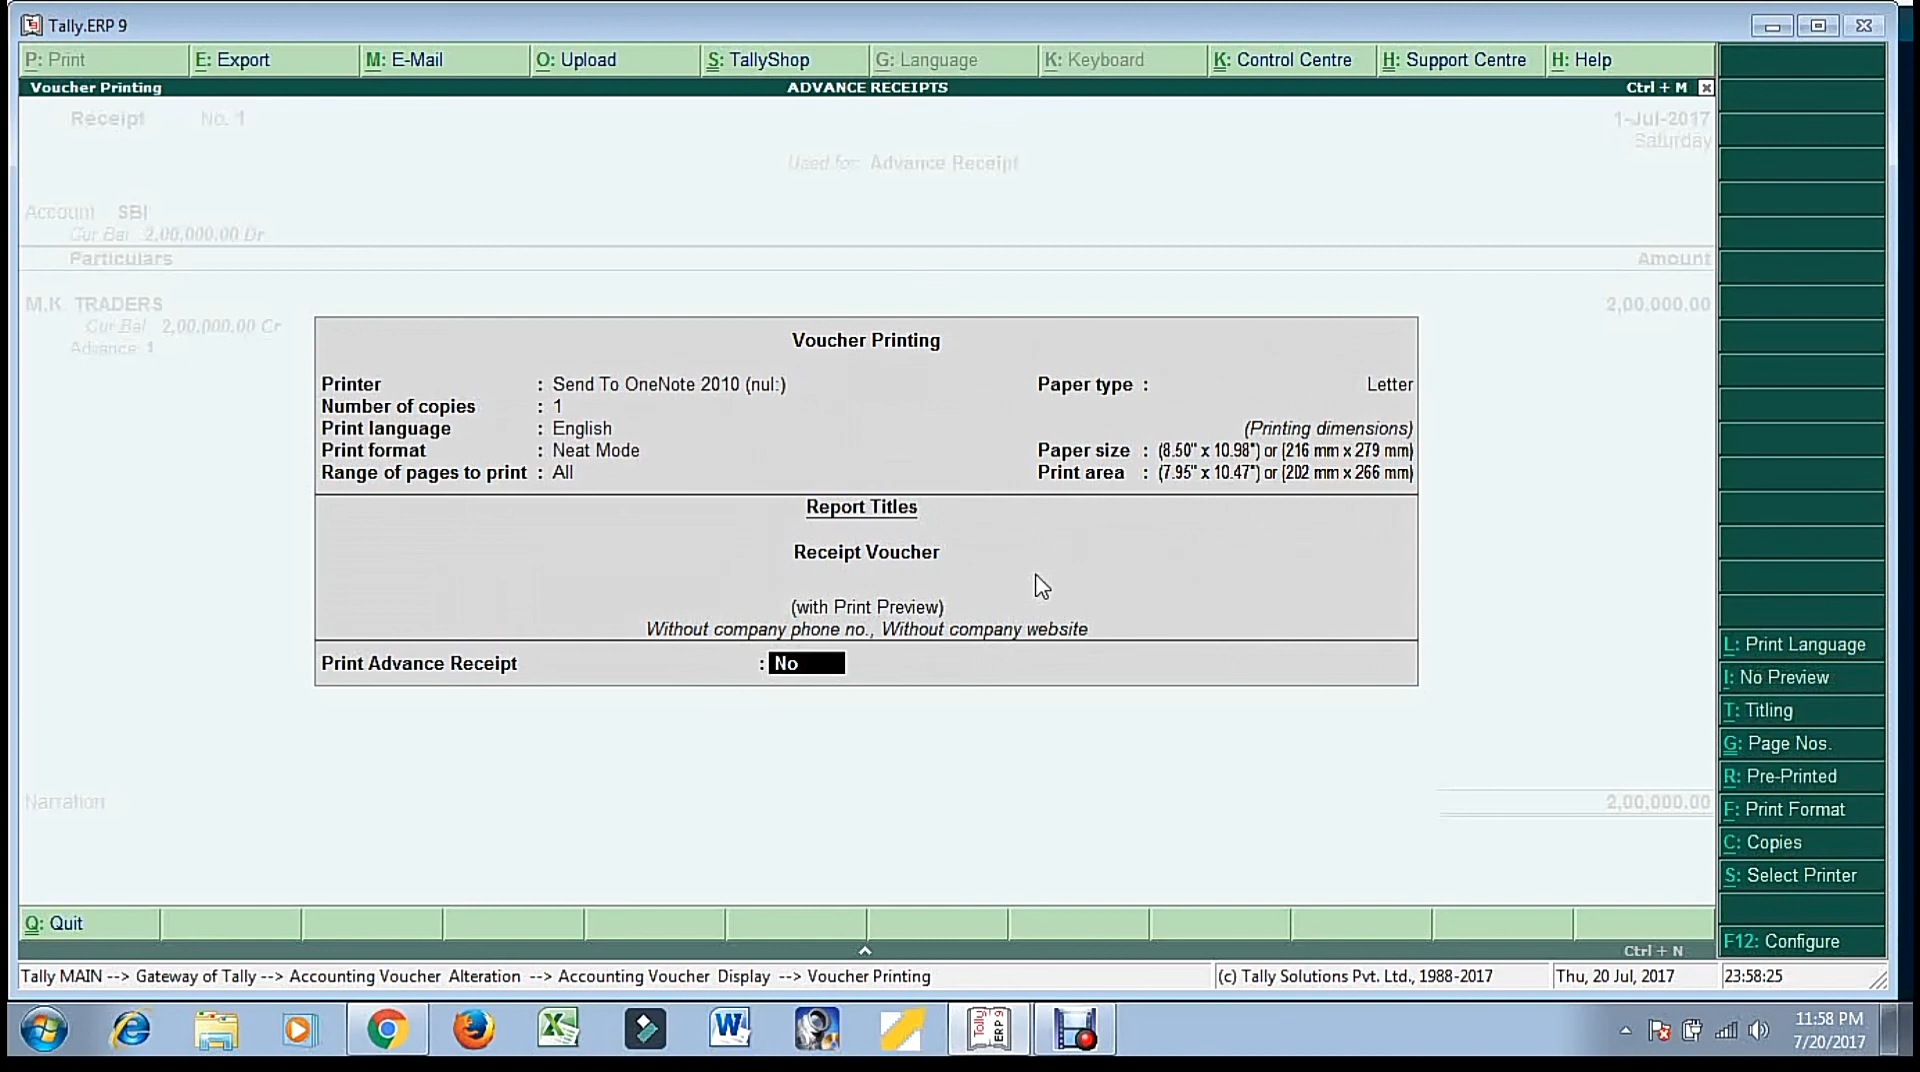 Tally.ERP 9
P: Print E: Export M: E-Mail O: Upload S: TallyShop G: Language K: Keyboard K: Control Centre H: Support Centre H: Help
Voucher Printing ADVANCE RECEIPTS Ctrl + M
Receipt No. 1 1-Jul-2017
Saturday
Used for: Advance Receipt
Account SBI
Cur Bal 2,00,000.00 Dr
Particulars Amount
M.K. TRADERS 2,00,000.00
Cur Bal 2,00,000.00 Cr
Advance: 1
Voucher Printing
Printer : Send To OneNote 2010 (nul:) Paper type : Letter
Number of copies : 1
Print language : English (Printing dimensions)
Print format : Neat Mode Paper size : (8.50" x 10.98") or (216 mm x 279 mm)
Range of pages to print : All Print area : (7.95" x 10.47") or (202 mm x 266 mm)
Report Titles
Receipt Voucher
(with Print Preview)
Without company phone no., Without company website
Print Advance Receipt : No
L: Print Language
I: No Preview
T: Titling
G: Page Nos.
R: Pre-Printed
F: Print Format
C: Copies
S: Select Printer
F12: Configure
Narration 2,00,000.00
Q: Quit
Ctrl + N
Tally MAIN --> Gateway of Tally --> Accounting Voucher Alteration --> Accounting Voucher Display --> Voucher Printing (c) Tally Solutions Pvt. Ltd., 1988-2017 Thu, 20 Jul, 2017 23:58:25
Tally ERP 9
11:58 PM
7/20/2017